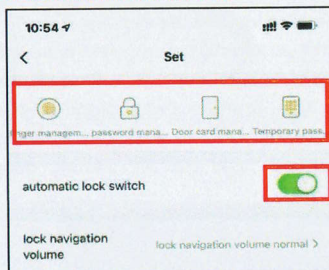 10:54
Set
nger managem... password mana... Door card mana... Temporary pass
automatic lock switch
lock navigation
volume
lock navigation volume normal >